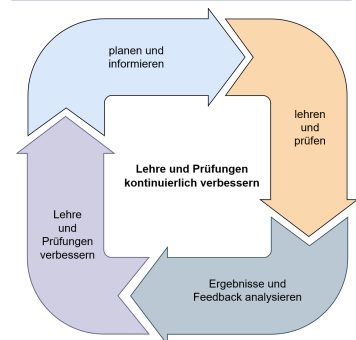 planen und
informieren
lehren
und
prüfen
Lehre und Prüfungen
kontinuierlich verbessern
Lehre
und
Prüfungen
verbessern
Ergebnisse und
Feedback analysieren